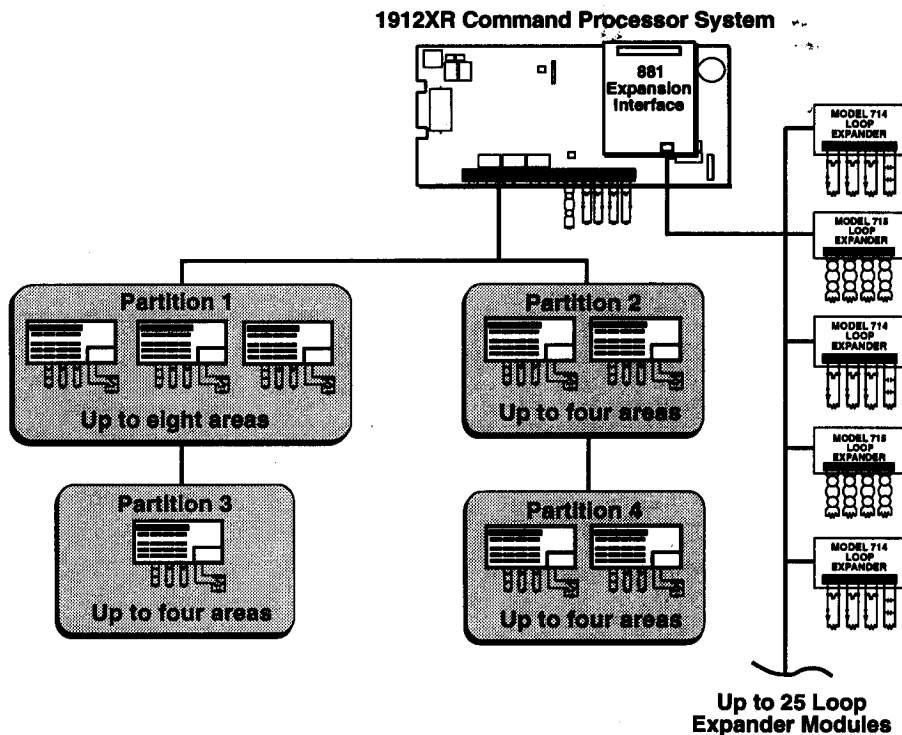 1912XR Command Processor System
881
Expansion
Interface
MODEL 714
LOOP
EXPANDER
MODEL 715
LOOP
EXPANDER
MODEL 714
LOOP
EXPANDER
MODEL 715
LOOP
EXPANDER
MODEL 714
LOOP
EXPANDER
Partition 1
Up to eight areas
Partition 2
Up to four areas
Partition 3
Up to four areas
Partition 4
Up to four areas
Up to 25 Loop
Expander Modules